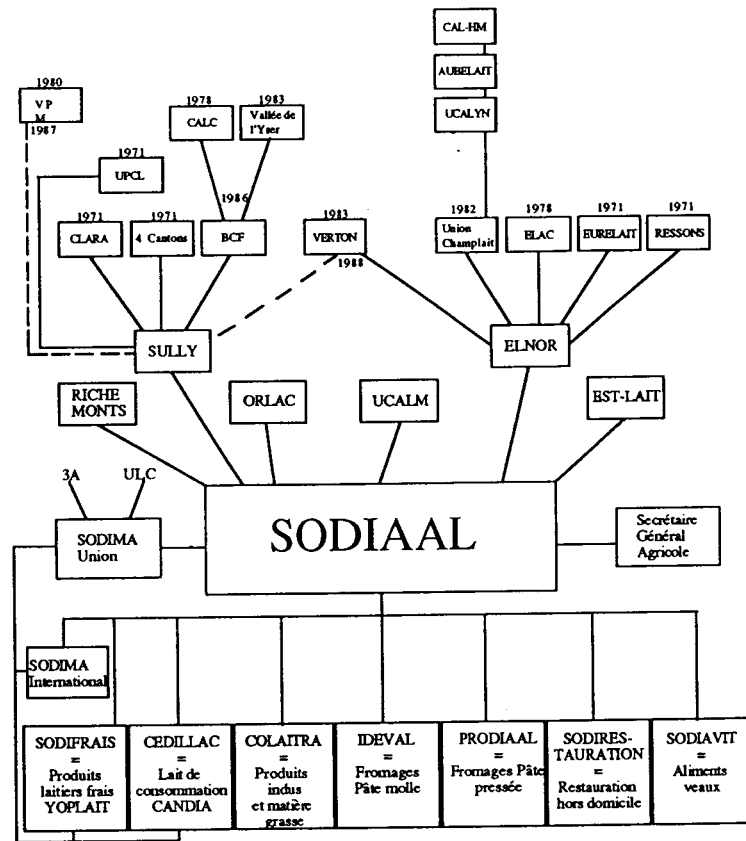 CAL-HM
AUBELAIT
UCALYN
1980
V P
M
1987
1978
CALC
1983
Vallée de
l'Yser
1971
UPCL
1986
1971
CLARA
1971
4 Cantons
BCF
1983
VERTON
1988
1982
Union
Champlait
1978
ELAC
1971
EURELAIT
1971
RESSONS
SULLY
ELNOR
RICHE
MONTS
ORLAC
UCALM
EST-LAIT
3A
ULC
SODIMA
Union
SODIAAL
Secrétaire
Général
Agricole
SODIMA
International
SODIFRAIS
=
Produits
laitiers frais
YOPLAIT
CEDILLAC
=
Lait de
consommation
CANDIA
COLAITRA
=
Produits
indus
et matière
grasse
IDEVAL
=
Fromages
Pâte molle
PRODIAAL
=
Fromages Pâte
pressée
SODIRES-
TAURATION
=
Restauration
hors domicile
SODIAVIT
=
Aliments
veaux